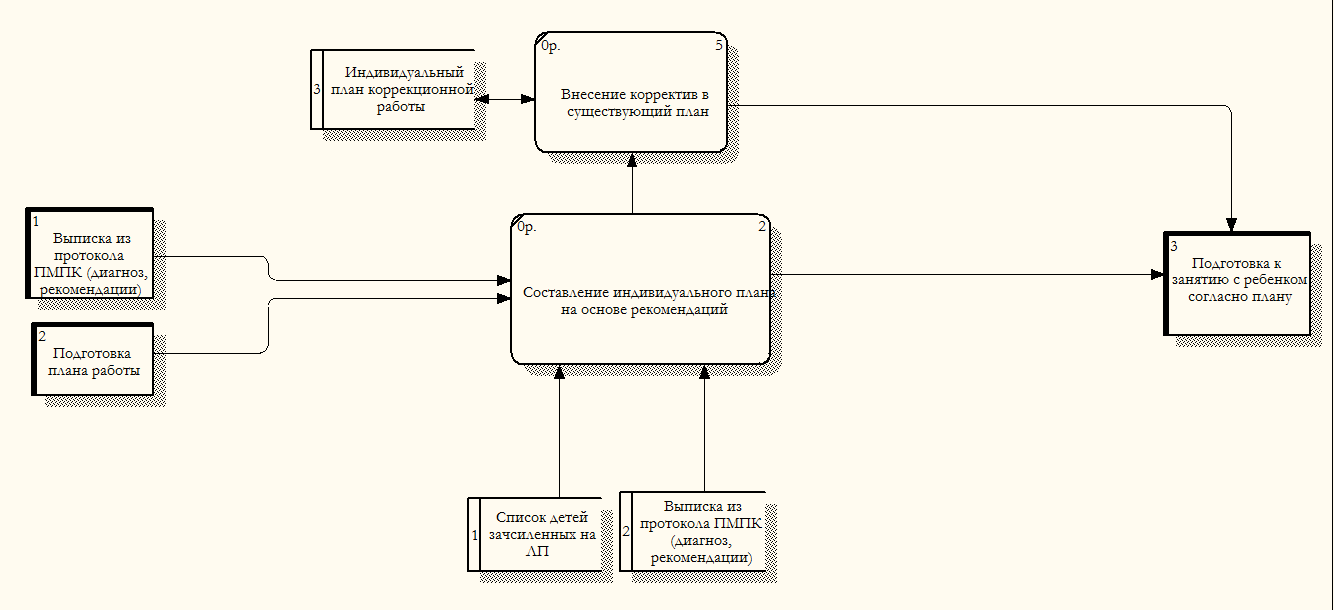 0р.
5
Внесение корректив в
существующий план
3
Индивидуальный
план коррекционной
работы
1
Выписка из
протокола
ПМПК (диагноз,
рекомендации)
2
Подготовка
плана работы
0р.
2
Составление индивидуального плана
на основе рекомендаций
3
Подготовка к
занятию с ребенком
согласно плану
1
Список детей
зачсиленных на
ЛП
2
Выписка из
протокола ПМПК
(диагноз,
рекомендации)